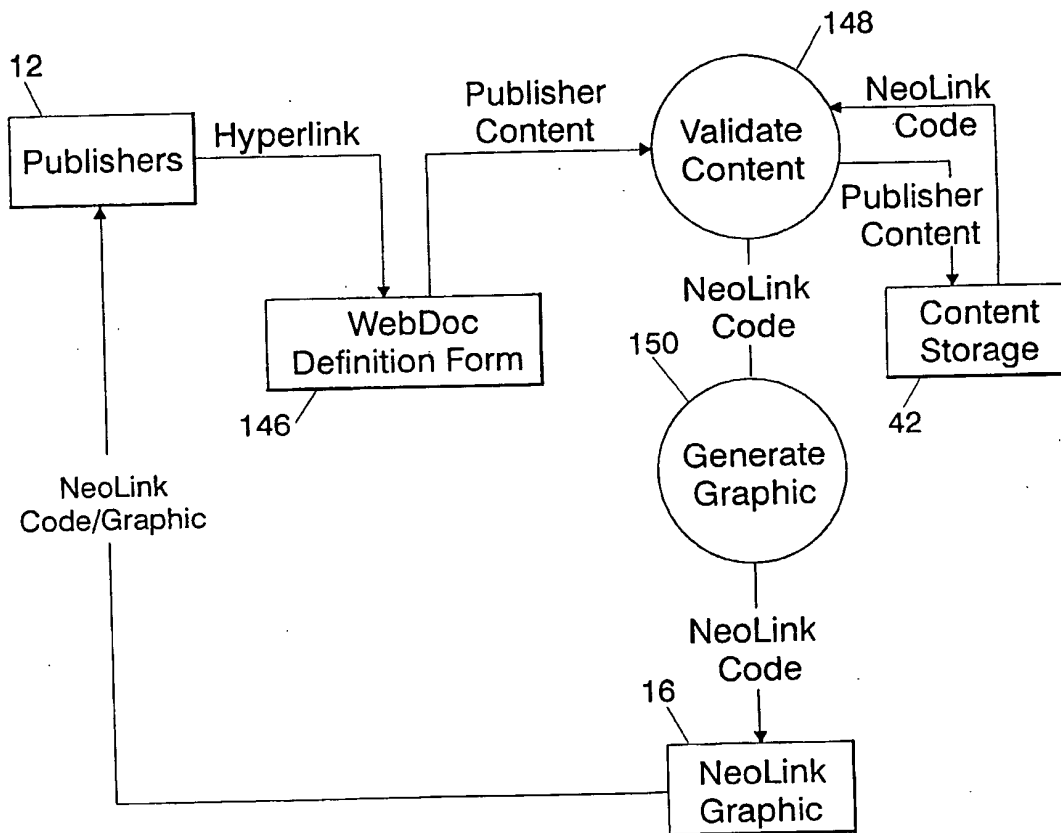 12
Publishers
Hyperlink
Publisher
Content
148
Validate
Content
NeoLink
Code
Publisher
Content
WebDoc
Definition Form
146
NeoLink
Code
Content
Storage
42
150
Generate
Graphic
NeoLink
Code/Graphic
NeoLink
Code
16
NeoLink
Graphic